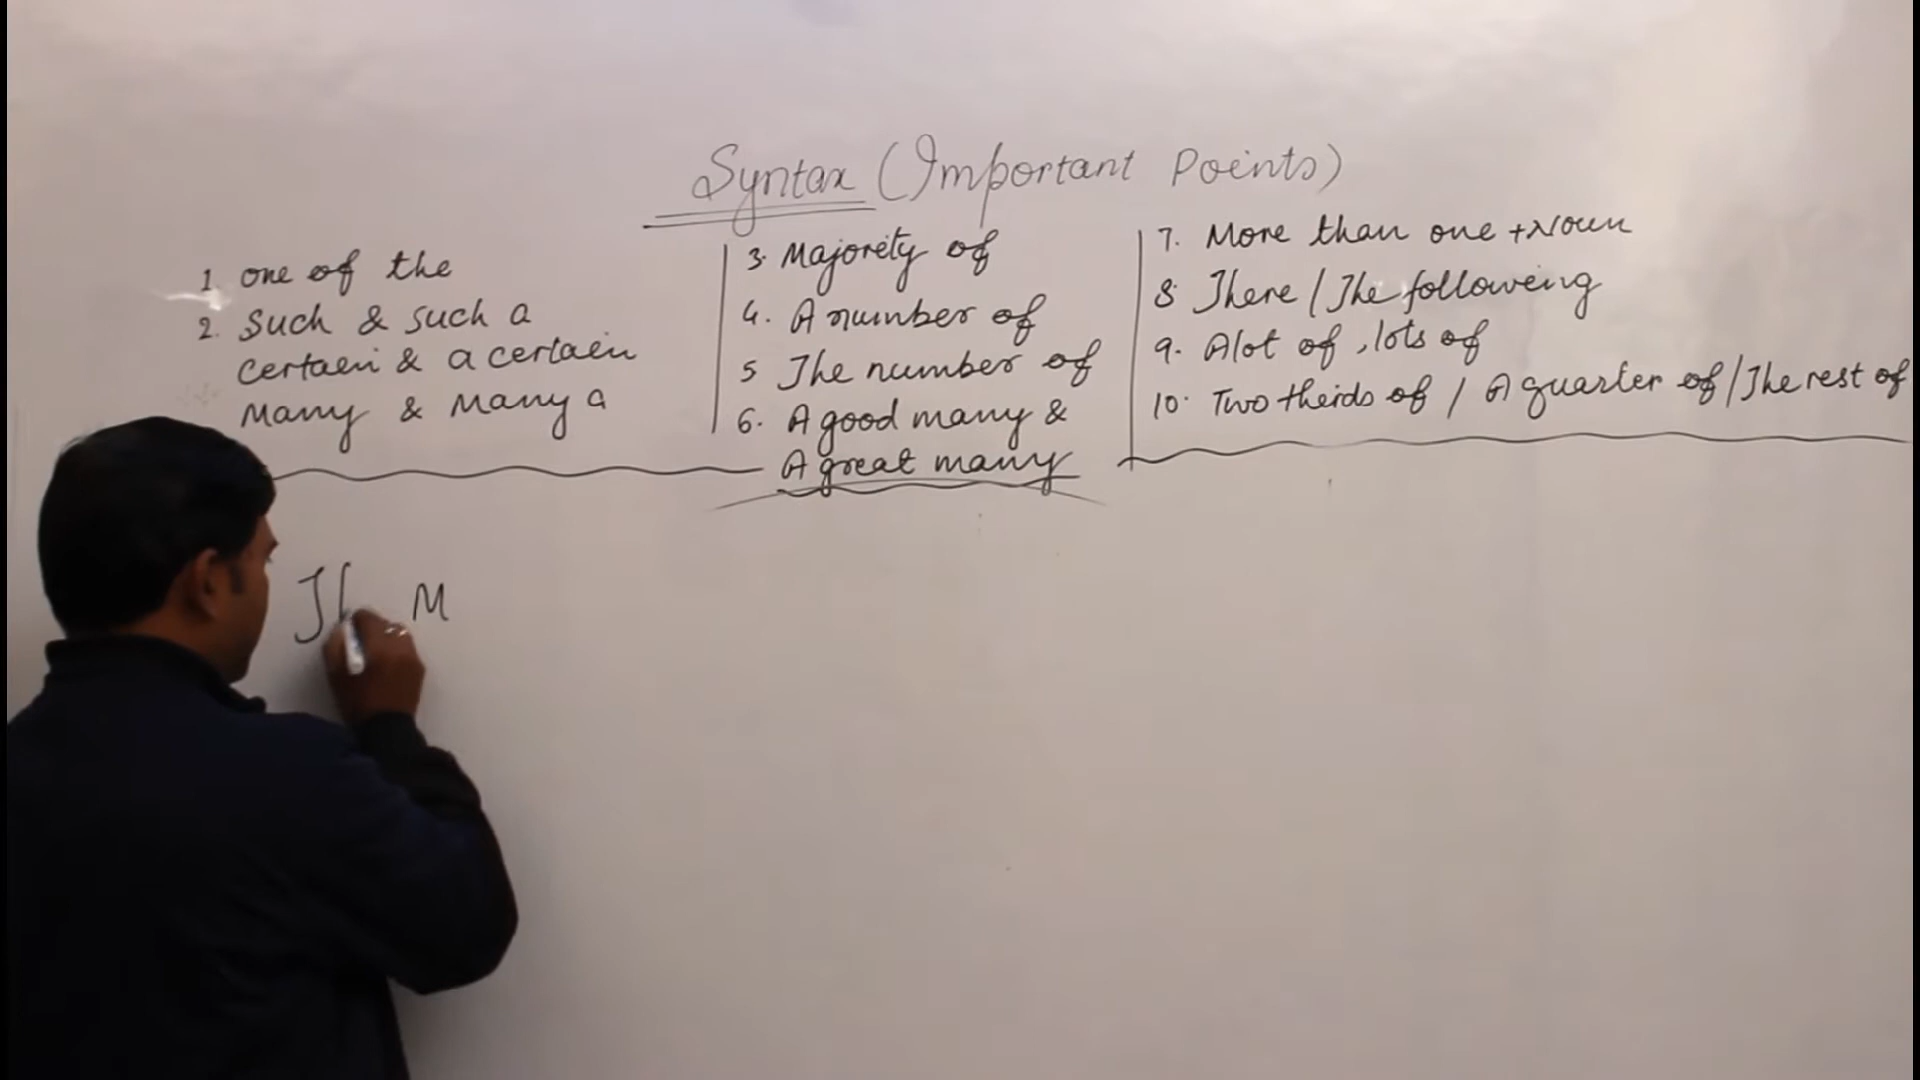 Syntax (Important Points)
1. one of the
2. Such & such a
certain & a certain
Many & Many a
3. Majority of
4. A number of
5 The number of
6. A good many &
A great many
7. More than one + Noun
8. There / The following
9. A lot of , lots of
10. Two thirds of / A quarter of / The rest of
M